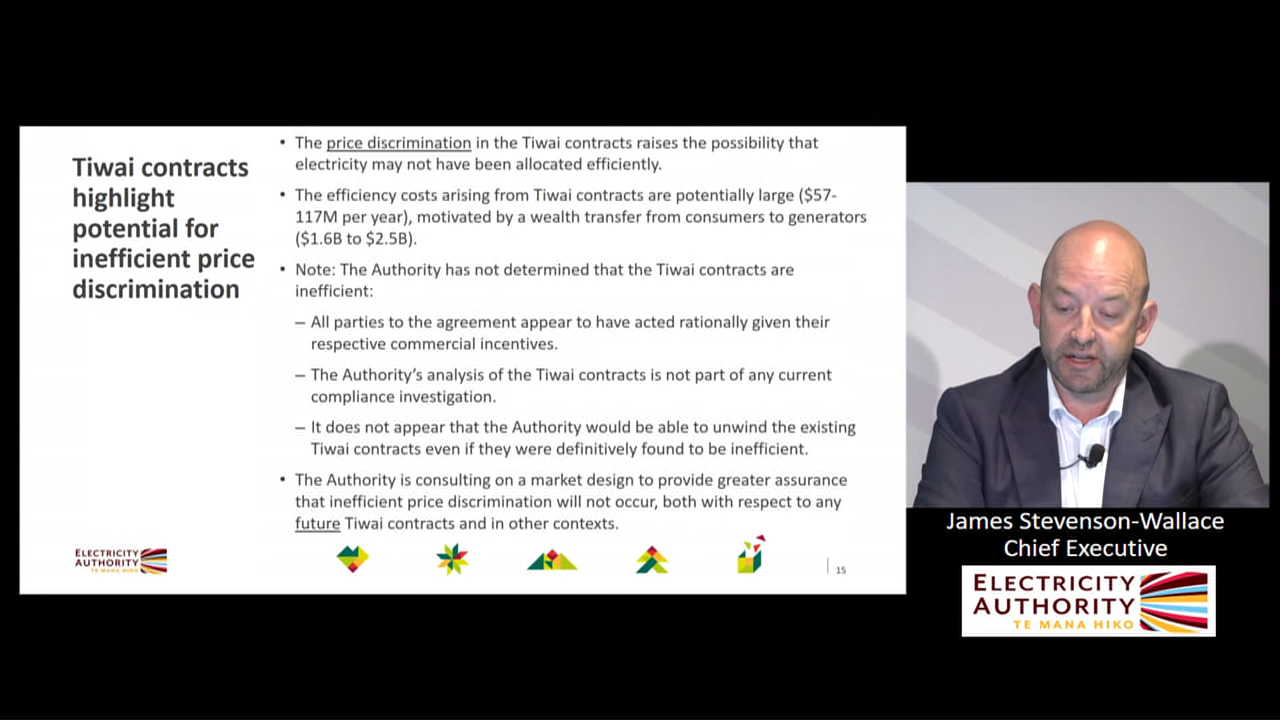 Tiwai contracts
highlight
potential for
inefficient price
discrimination
• The price discrimination in the Tiwai contracts raises the possibility that
electricity may not have been allocated efficiently.
• The efficiency costs arising from Tiwai contracts are potentially large ($57-
117M per year), motivated by a wealth transfer from consumers to generators
($1.6B to $2.5B).
• Note: The Authority has not determined that the Tiwai contracts are
inefficient:
– All parties to the agreement appear to have acted rationally given their
respective commercial incentives.
– The Authority's analysis of the Tiwai contracts is not part of any current
compliance investigation.
– It does not appear that the Authority would be able to unwind the existing
Tiwai contracts even if they were definitively found to be inefficient.
• The Authority is consulting on a market design to provide greater assurance
that inefficient price discrimination will not occur, both with respect to any
future Tiwai contracts and in other contexts.
ELECTRICITY
AUTHORITY
TE MANA HIKO
15
James Stevenson-Wallace
Chief Executive
ELECTRICITY
AUTHORITY
TE MANA HIKO